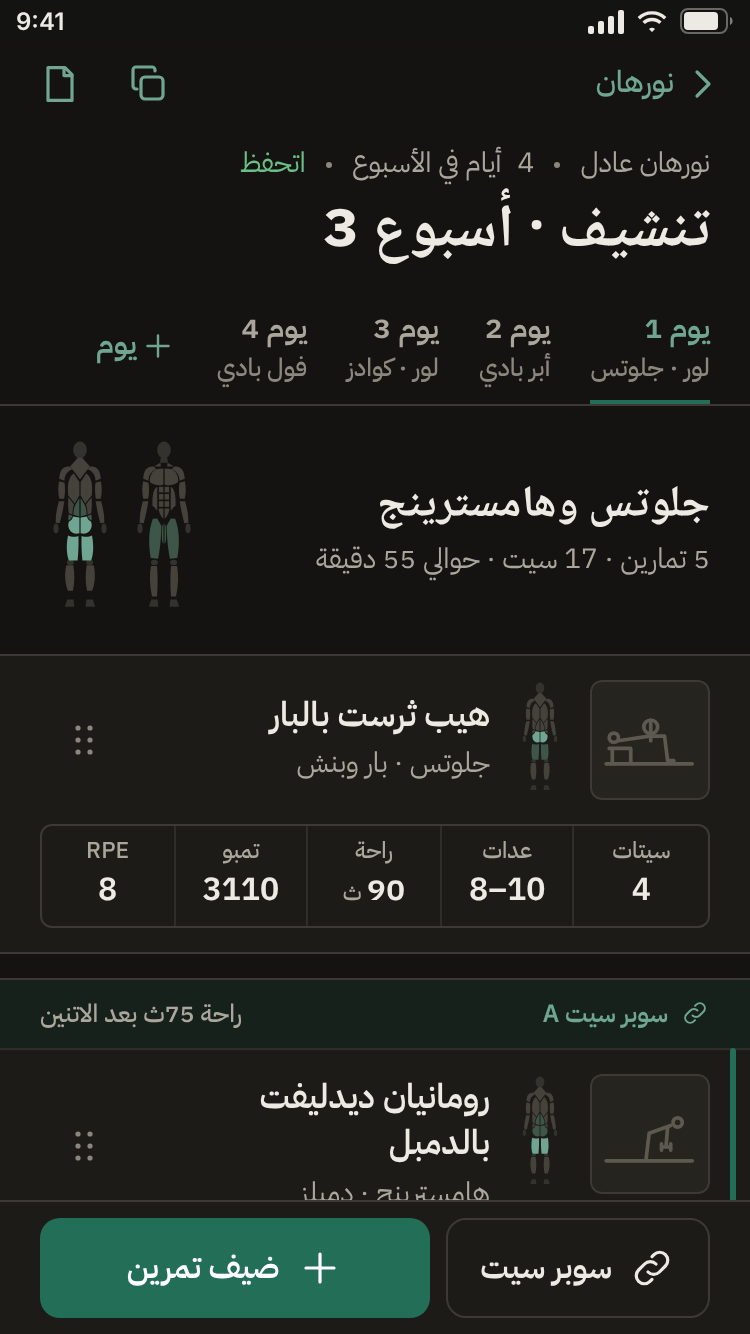 9:41
نورهان
نورهان عادل • 4 أيام في الأسبوع • اتحفظ
تنشيف · أسبوع 3
يوم 1
لور · جلوتس
يوم 2
أبر بادي
يوم 3
لور · كوادز
يوم 4
فول بادي
+ يوم
جلوتس وهامسترينج
5 تمارين · 17 سيت · حوالي 55 دقيقة
هيب ثرست بالبار
جلوتس · بار وبنش
سيتات
4
عدات
8–10
راحة
90 ث
تمبو
3110
RPE
8
سوبر سيت A
راحة 75ث بعد الاتنين
رومانيان ديدليفت
بالدمبل
هامسترينج · دمبلز
سوبر سيت
+ ضيف تمرين